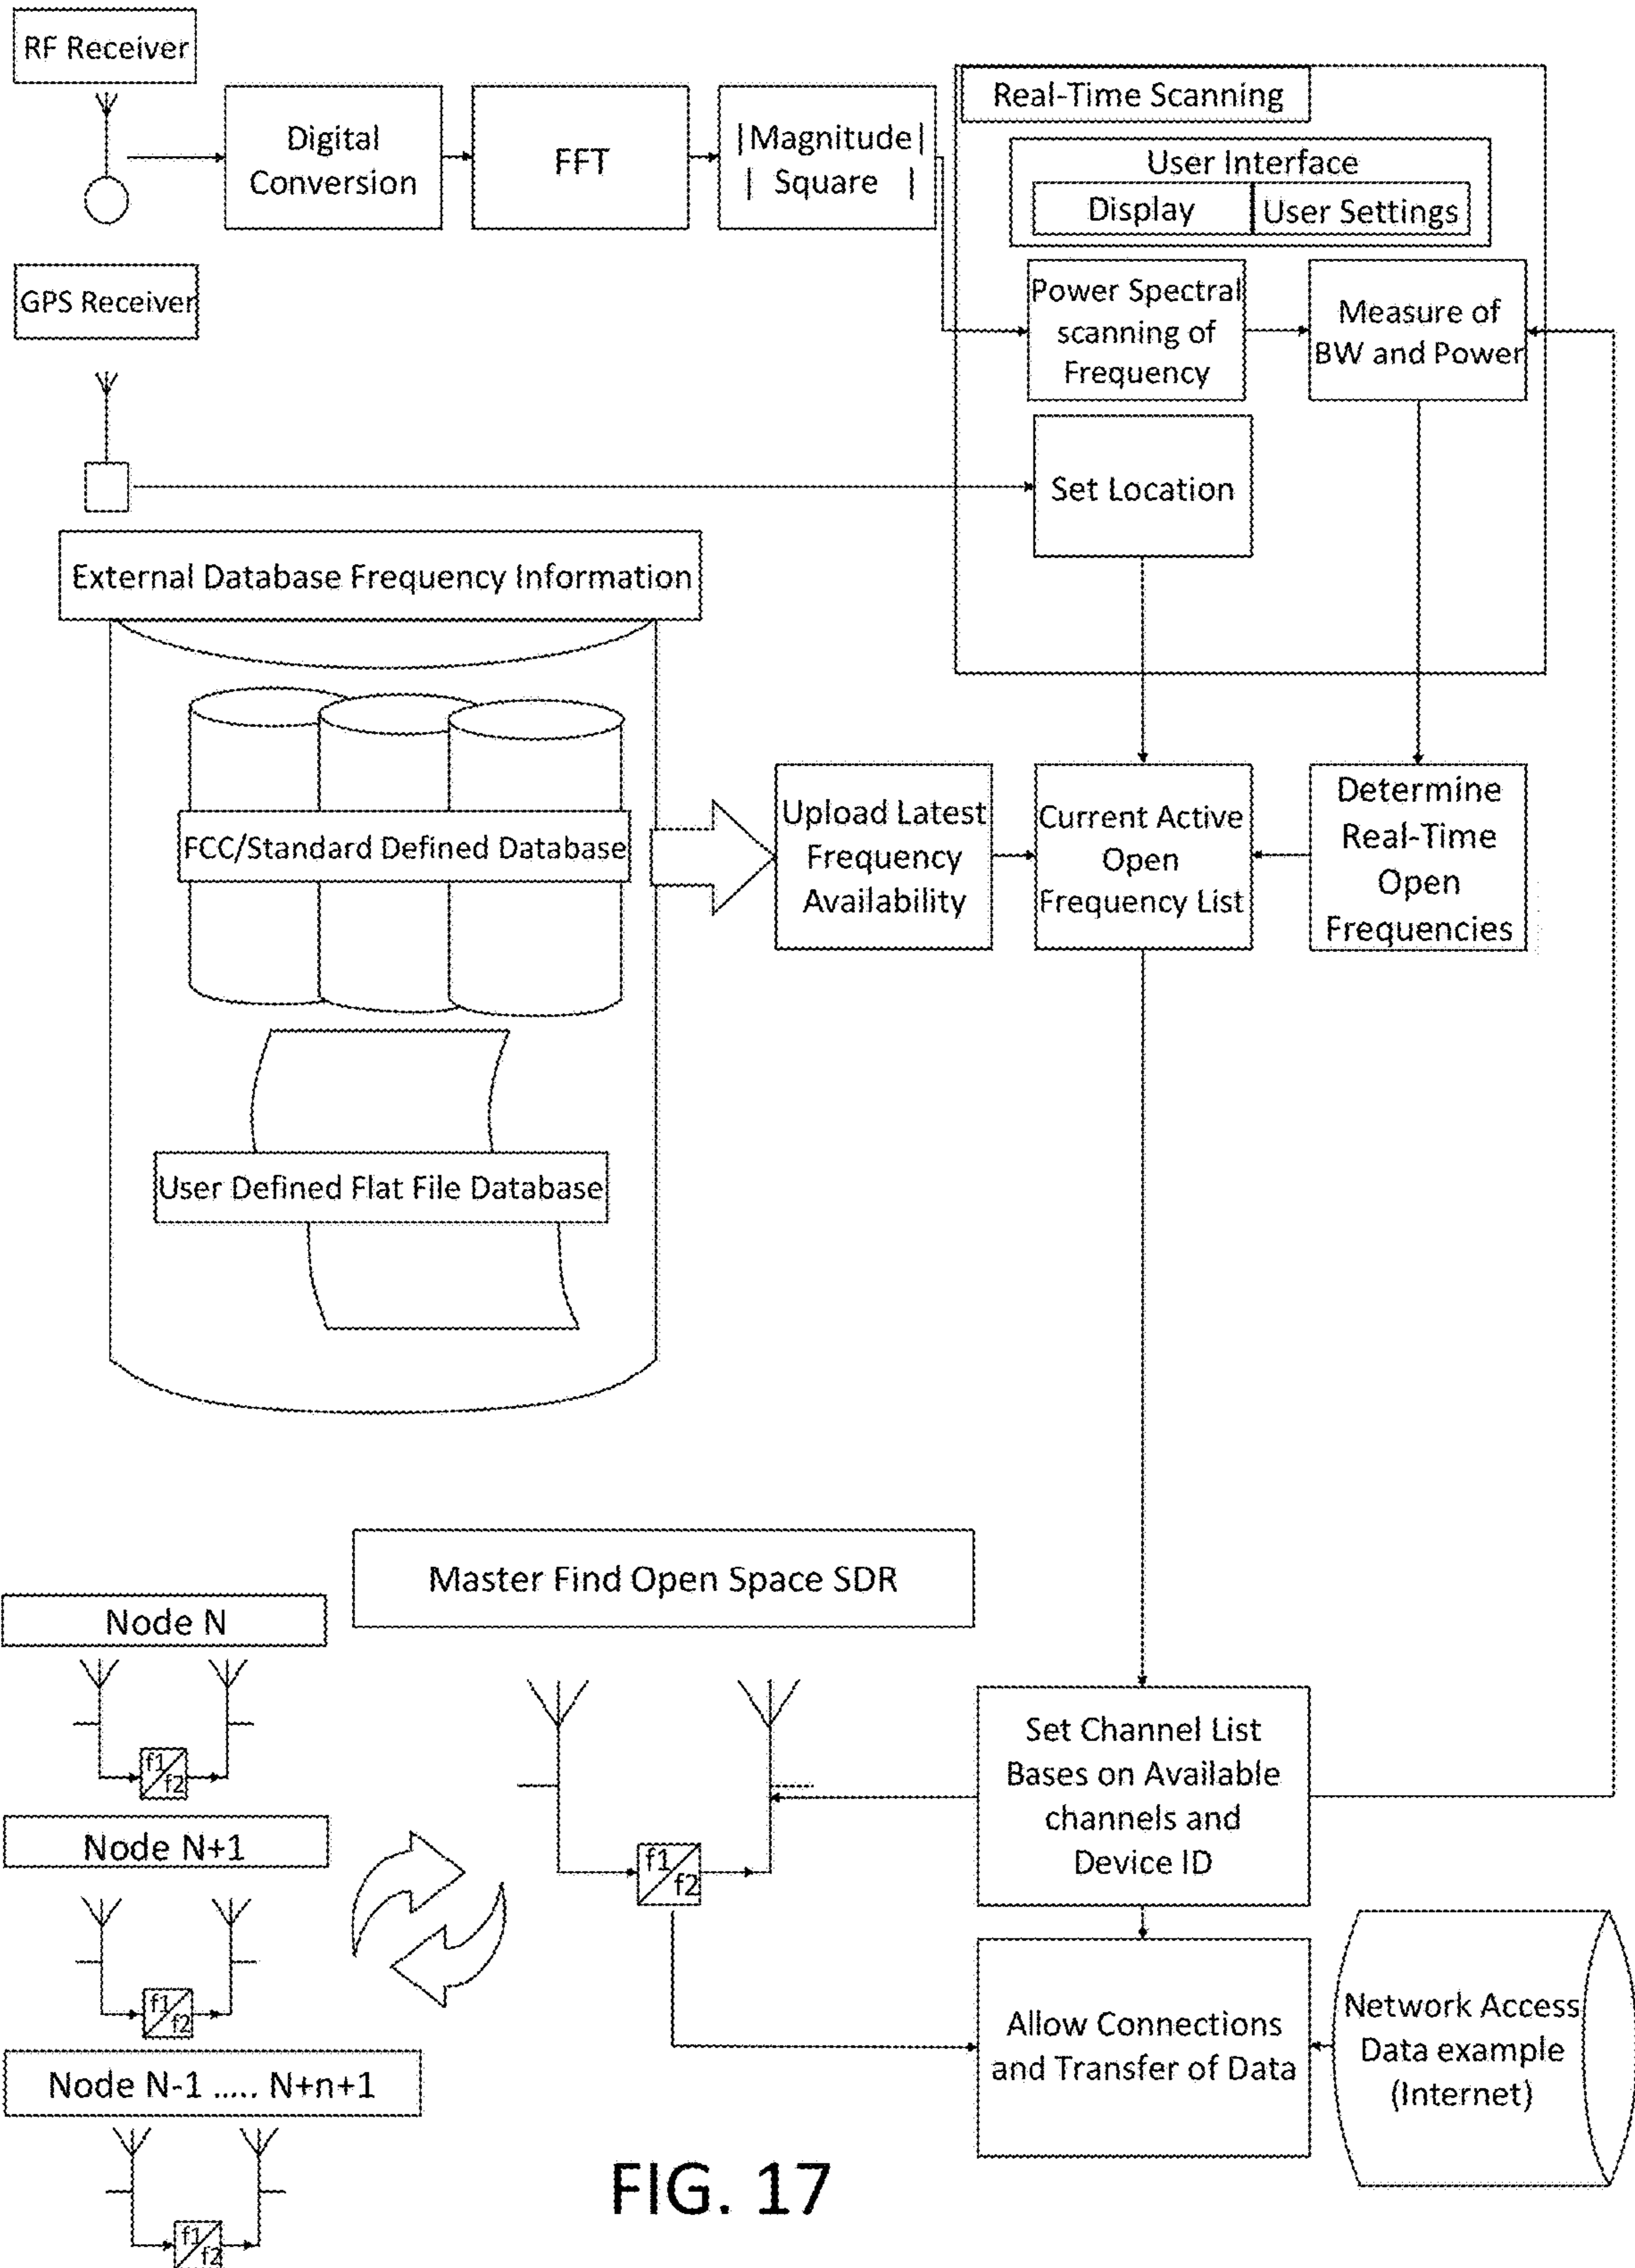 RF Receiver
Digital
Conversion
FFT
|Magnitude|
| Square |
Real-Time Scanning
User Interface
Display
User Settings
GPS Receiver
Power Spectral
scanning of
Frequency
Measure of
BW and Power
Set Location
External Database Frequency Information
FCC/Standard Defined Database
Upload Latest
Frequency
Availability
Current Active
Open
Frequency List
Determine
Real-Time
Open
Frequencies
User Defined Flat File Database
Master Find Open Space SDR
Node N
f1
f2
Node N+1
f1
f2
Node N-1 ..... N+n+1
f1
f2
f1
f2
Set Channel List
Bases on Available
channels and
Device ID
Allow Connections
and Transfer of Data
Network Access
Data example
(Internet)
FIG. 17